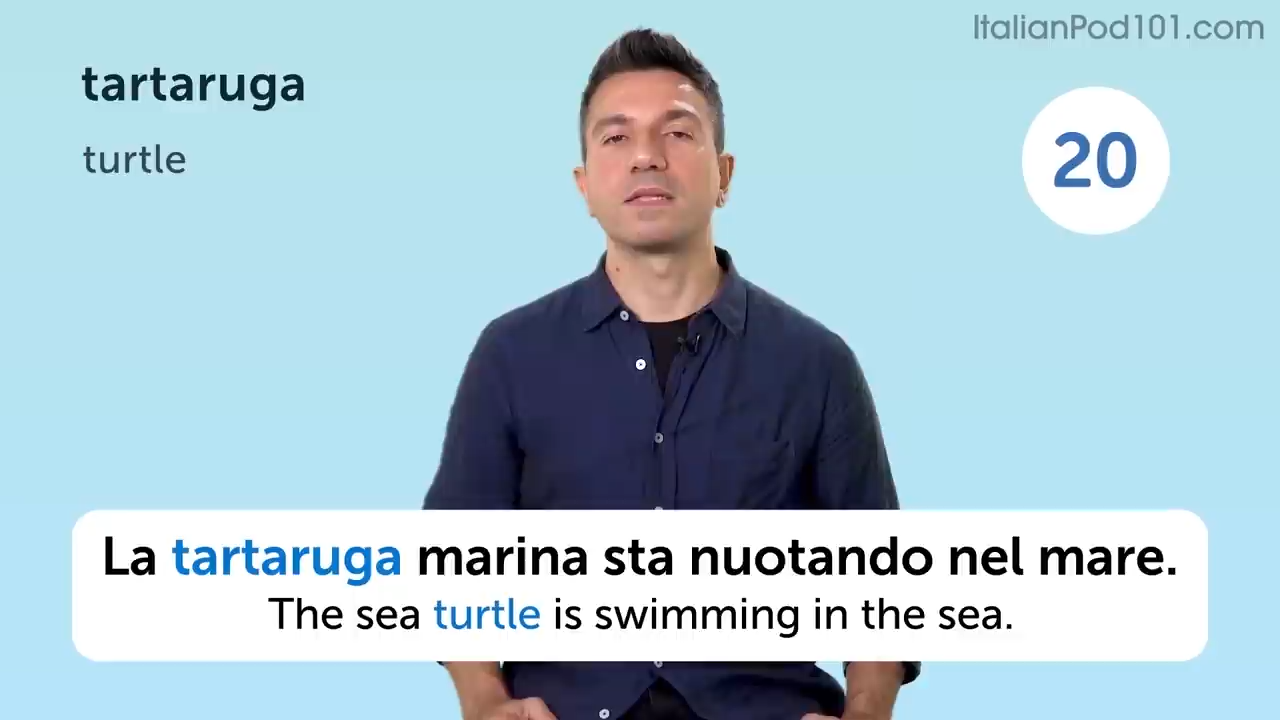 ItalianPod101.com
tartaruga
turtle
20
La tartaruga marina sta nuotando nel mare.
The sea turtle is swimming in the sea.